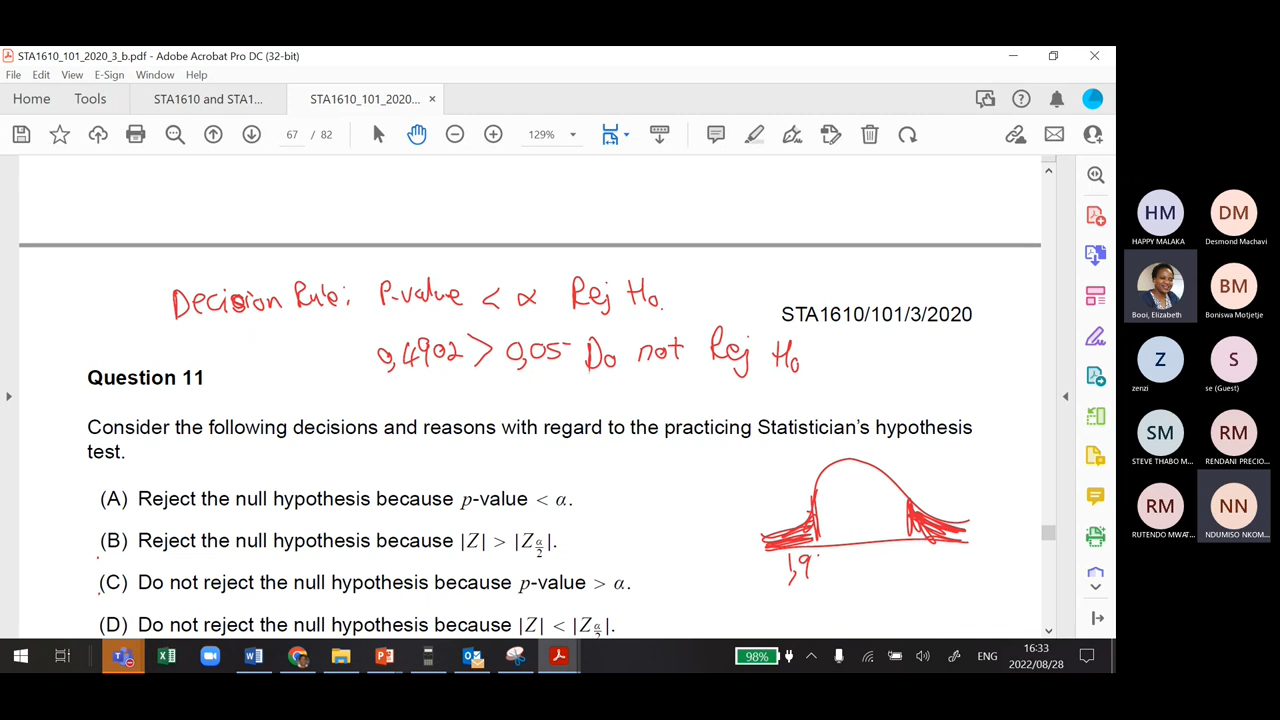 STA1610_101_2020_3_b.pdf - Adobe Acrobat Pro DC (32-bit)
File Edit View E-Sign Window Help
Home Tools STA1610 and STA1... STA1610_101_2020... ×
67 / 82 129%
Decision Rule: P-value < α Rej H₀.
STA1610/101/3/2020
0,4902 > 0,05 Do not Rej H₀
Question 11
Consider the following decisions and reasons with regard to the practicing Statistician's hypothesis
test.
(A) Reject the null hypothesis because p-value < α.
(B) Reject the null hypothesis because |Z| > |Z_{α/2}|.
1,9
(C) Do not reject the null hypothesis because p-value > α.
(D) Do not reject the null hypothesis because |Z| < |Z_{α/2}|.
HM DM
HAPPY MALAKA Desmond Machavi
BM
Booi, Elizabeth Boniswa Motjetje
Z S
zenzi se (Guest)
SM RM
STEVE THABO M... RENDANI PRECIO...
RM NN
RUTENDO MWAT... NDUMISO NKOM...
98% ENG 16:33
2022/08/28